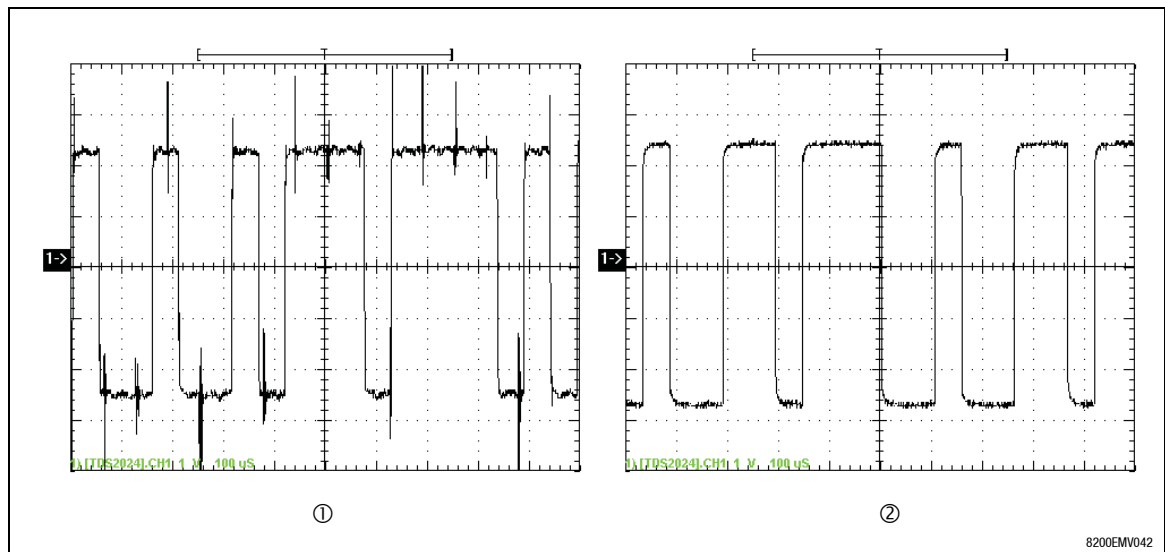 1-> 1->
1) [TDS2024].CH1 1 V 100 uS 1) [TDS2024].CH1 1 V 100 uS
① ②
8200EMV042